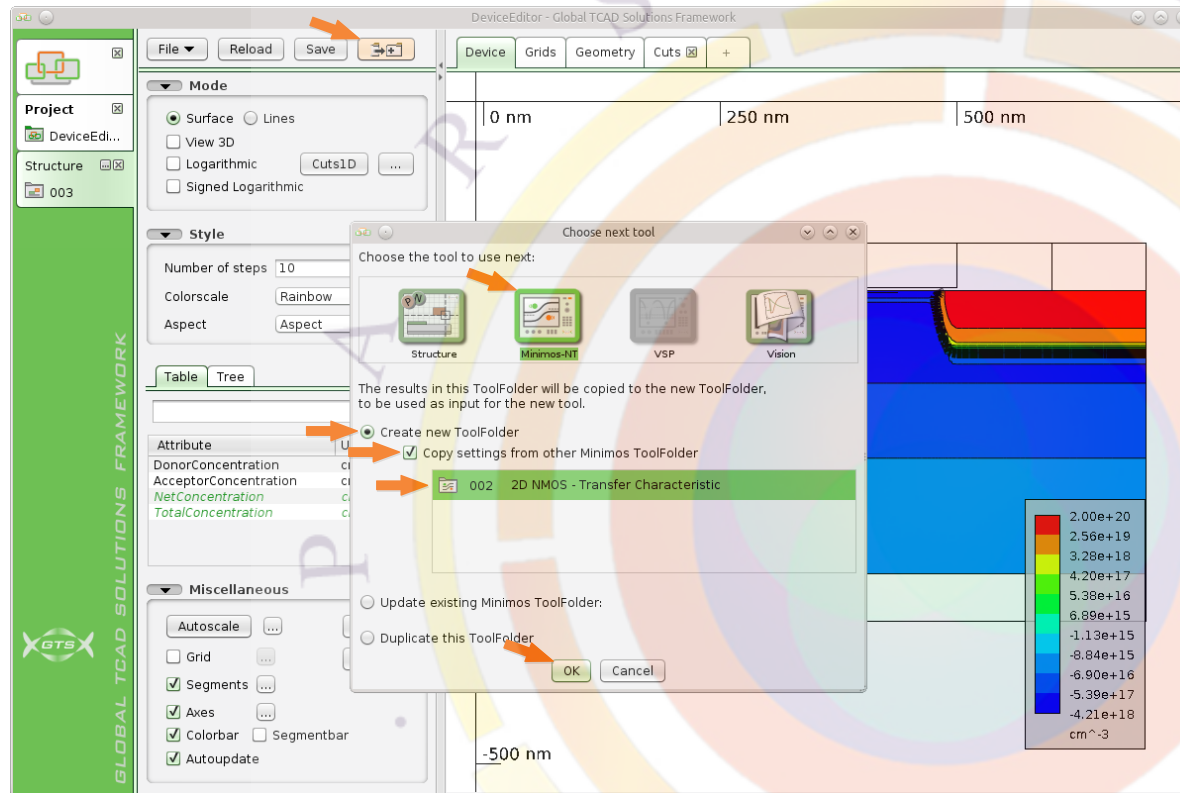 DeviceEditor - Global TCAD Solutions Framework
File
Reload
Save
Device
Grids
Geometry
Cuts
+
Project
DeviceEdi...
Structure
003
Mode
Surface
Lines
View 3D
Logarithmic
Cuts1D
...
Signed Logarithmic
Style
Number of steps
10
Colorscale
Rainbow
Aspect
Aspect
Table
Tree
Attribute
U
DonorConcentration
AcceptorConcentration
NetConcentration
TotalConcentration
Miscellaneous
Autoscale
...
Grid
...
Segments
...
Axes
...
Colorbar
Segmentbar
Autoupdate
GTS
GLOBAL TCAD SOLUTIONS FRAMEWORK
0 nm
250 nm
500 nm
-500 nm
Choose next tool
Choose the tool to use next:
PN
Structure
Minimos-NT
VSP
Vision
The results in this ToolFolder will be copied to the new ToolFolder,
to be used as input for the new tool.
Create new ToolFolder
Copy settings from other Minimos ToolFolder
002 2D NMOS - Transfer Characteristic
Update existing Minimos ToolFolder:
Duplicate this ToolFolder
OK
Cancel
2.00e+20
2.56e+19
3.28e+18
4.20e+17
5.38e+16
6.89e+15
-1.13e+15
-8.84e+15
-6.90e+16
-5.39e+17
-4.21e+18
cm^-3